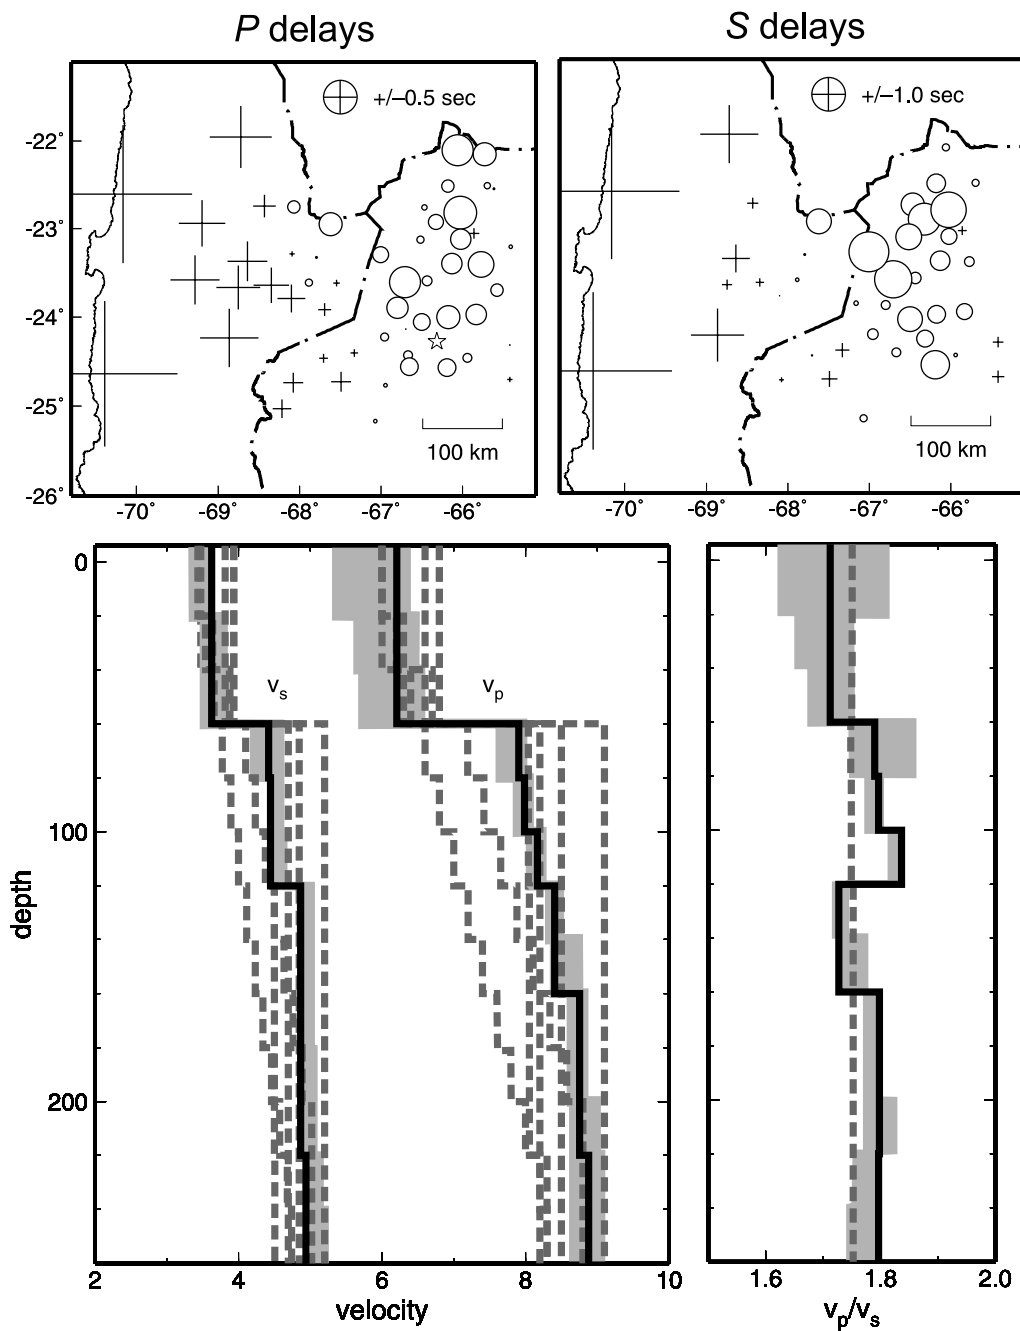 P delays
S delays
+/–0.5 sec
+/–1.0 sec
-22°
-23°
-24°
-25°
-26°
100 km
100 km
-70° -69° -68° -67° -66°
-70° -69° -68° -67° -66°
0
100
200
depth
vs
vp
2 4 6 8 10
velocity
1.6 1.8 2.0
vp/vs